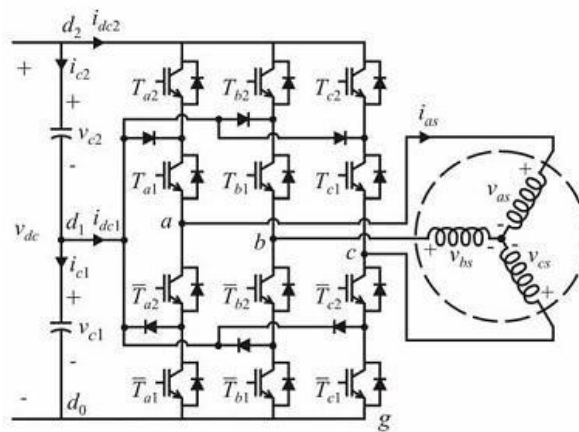 d2 idc2
+ ic2 Ta2 Tb2 Tc2
+
vc2
- Ta1 Tb1 Tc1 ias
vdc d1 idc1 a vas + -
ic1 b + vbs - - vcs
+ c +
vc1 T̅a2 T̅b2 T̅c2
-
- d0 T̅a1 T̅b1 T̅c1
g